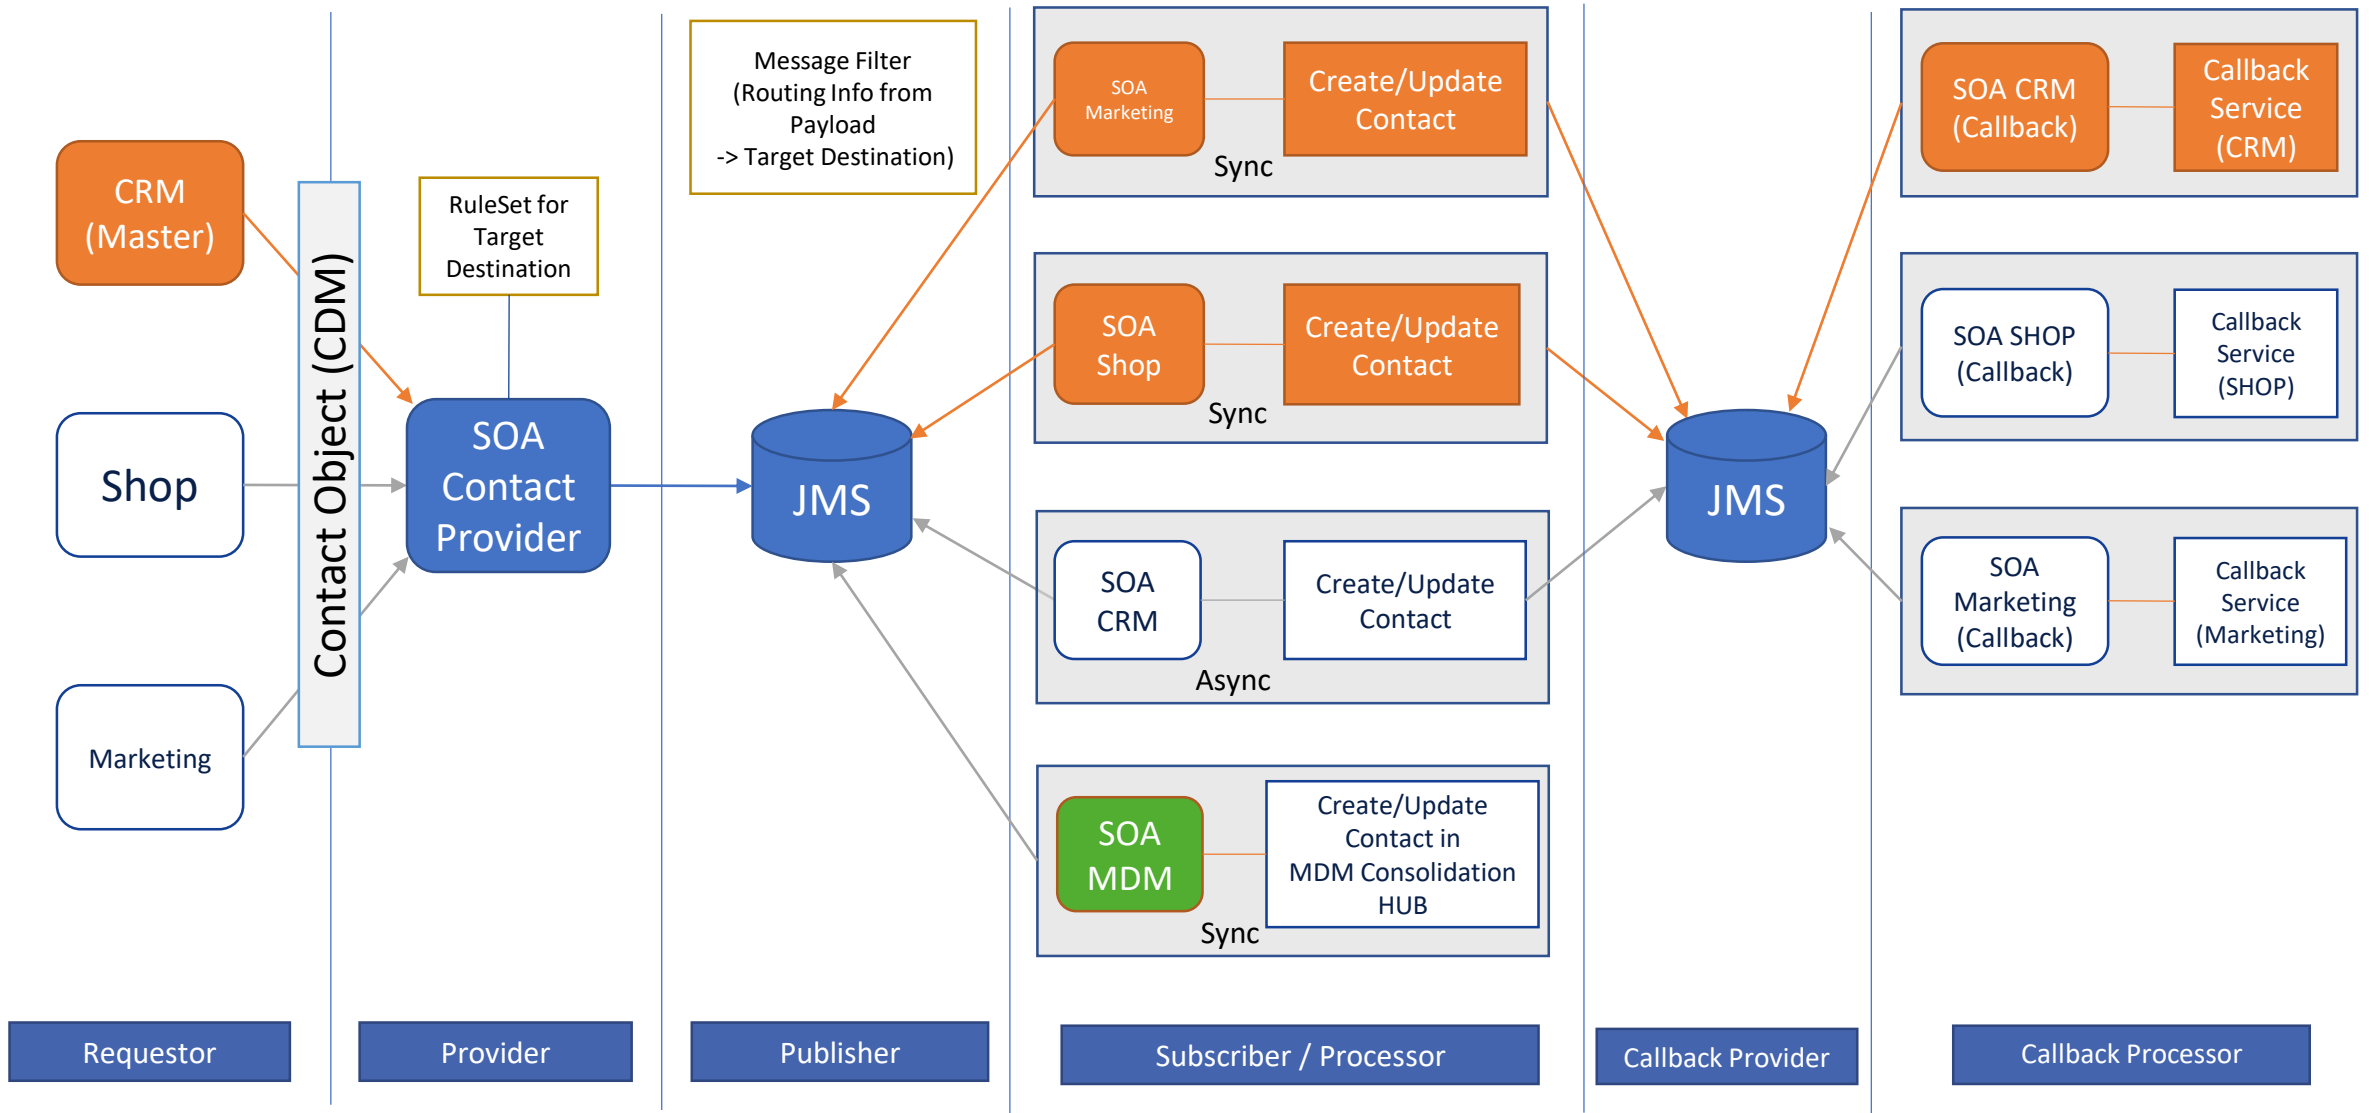 CRM
(Master)
Shop
Marketing
Contact Object (CDM)
RuleSet for
Target
Destination
SOA
Contact
Provider
Message Filter
(Routing Info from
Payload
-> Target Destination)
JMS
SOA
Marketing
Create/Update
Contact
Sync
SOA
Shop
Create/Update
Contact
Sync
SOA
CRM
Create/Update
Contact
Async
SOA
MDM
Create/Update
Contact in
MDM Consolidation
HUB
Sync
JMS
SOA CRM
(Callback)
Callback
Service
(CRM)
SOA SHOP
(Callback)
Callback
Service
(SHOP)
SOA
Marketing
(Callback)
Callback
Service
(Marketing)
Requestor
Provider
Publisher
Subscriber / Processor
Callback Provider
Callback Processor